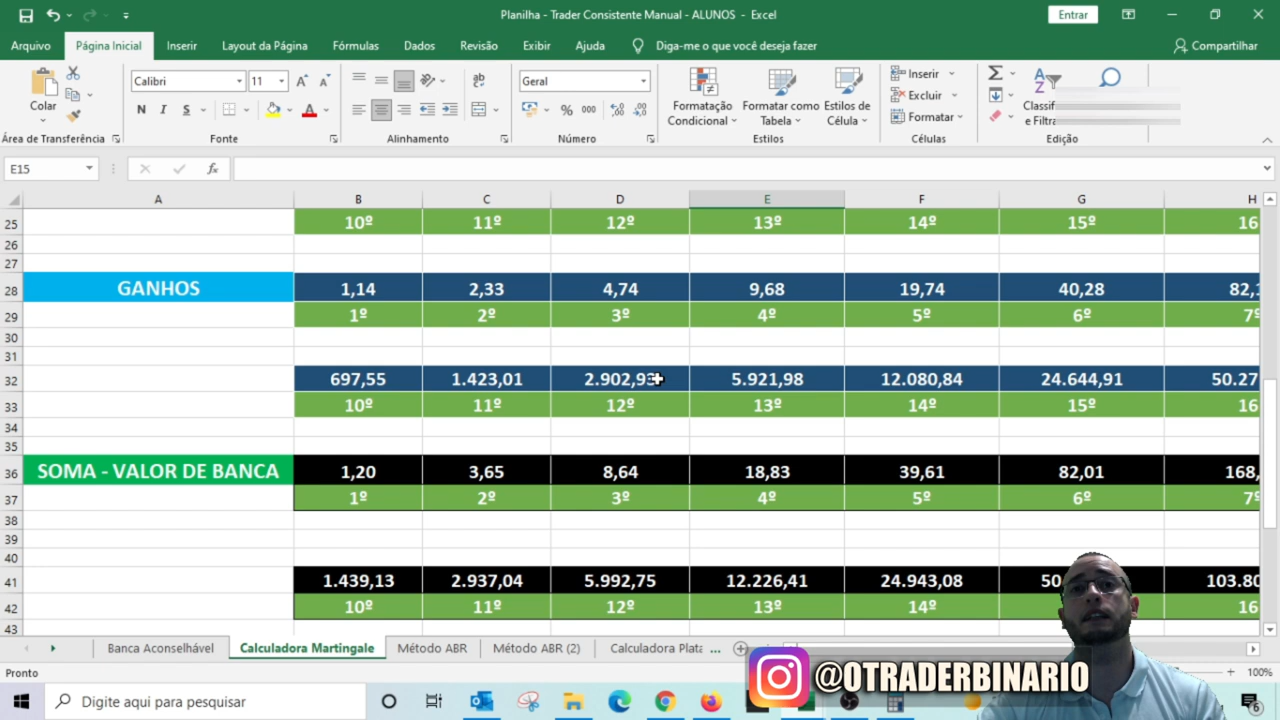 Planilha - Trader Consistente Manual - ALUNOS - Excel
Entrar
Arquivo Página Inicial Inserir Layout da Página Fórmulas Dados Revisão Exibir Ajuda Diga-me o que você deseja fazer Compartilhar
Colar
Calibri 11
N I S
Geral
% 000
Formatação Condicional
Formatar como Tabela
Estilos de Célula
Inserir
Excluir
Formatar
Área de Transferência Fonte Alinhamento Número Estilos Células Edição
E15 fx
A B C D E F G H
25 10º 11º 12º 13º 14º 15º 16
26
27
28 GANHOS 1,14 2,33 4,74 9,68 19,74 40,28
29 1º 2º 3º 4º 5º 6º 7º
30
31
32 697,55 1.423,01 5.921,98 12.080,84 24.644,91 50.27
33 10º 11º 12º 13º 14º 15º 16
34
35
36 SOMA - VALOR DE BANCA 1,20 3,65 8,64 18,83 39,61 82,01 168,
37 1º 2º 3º 4º 5º 6º 7º
38
39
40
41 1.439,13 2.937,04 5.992,75 12.226,41 24.943,08 50 103.80
42 10º 11º 12º 13º 14º 16
43
Banca Aconselhável Calculadora Martingale Método ABR Método ABR (2) Calculadora Plata ...
Pronto 100%
@OTRADERBINARIO
Digite aqui para pesquisar
6